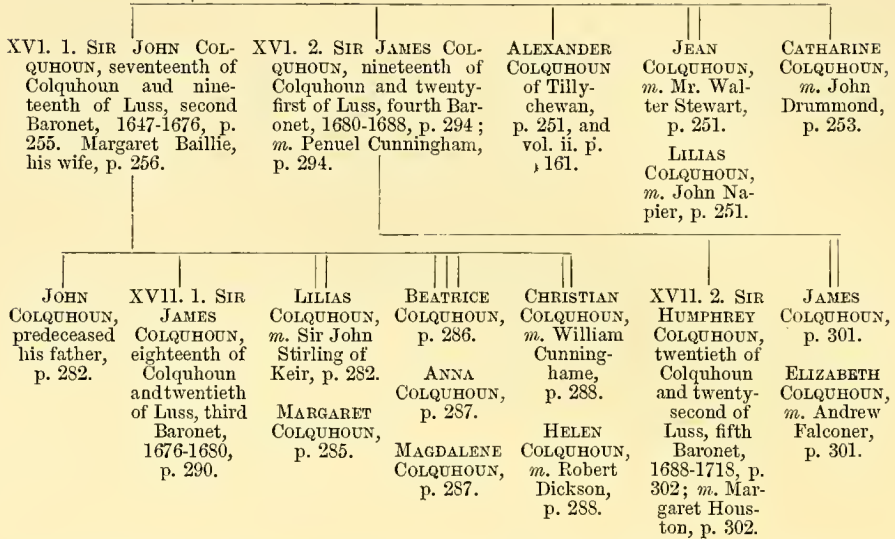 XVI. 1. SIR JOHN COL-
QUHOUN, seventeenth of
Colquhoun aud nine-
teenth of Luss, second
Baronet, 1647-1676, p.
255. Margaret Baillie,
his wife, p. 256.
XVI. 2. SIR JAMES COL-
QUHOUN, nineteenth of
Colquhoun and twenty-
first of Luss, fourth Bar-
onet, 1680-1688, p. 294;
m. Penuel Cunningham,
p. 294.
ALEXANDER
COLQUHOUN
of Tilly-
chewan,
p. 251, and
vol. ii. p.
161.
JEAN
COLQUHOUN,
m. Mr. Wal-
ter Stewart,
p. 251.
LILIAS
COLQUHOUN,
m. John Na-
pier, p. 251.
CATHARINE
COLQUHOUN,
m. John
Drummond,
p. 253.
JOHN
COLQUHOUN,
predeceased
his father,
p. 282.
XVII. 1. SIR
JAMES
COLQUHOUN,
eighteenth of
Colquhoun
and twentieth
of Luss, third
Baronet,
1676-1680,
p. 290.
LILIAS
COLQUHOUN,
m. Sir John
Stirling of
Keir, p. 282.
MARGARET
COLQUHOUN,
p. 285.
BEATRICE
COLQUHOUN,
p. 286.
ANNA
COLQUHOUN,
p. 287.
MAGDALENE
COLQUHOUN,
p. 287.
CHRISTIAN
COLQUHOUN,
m. William
Cunning-
hame,
p. 288.
HELEN
COLQUHOUN,
m. Robert
Dickson,
p. 288.
XVII. 2. SIR
HUMPHREY
COLQUHOUN,
twentieth of
Colquhoun
and twenty-
second of
Luss, fifth
Baronet,
1688-1718, p.
302; m. Mar-
garet Hous-
ton, p. 302.
JAMES
COLQUHOUN,
p. 301.
ELIZABETH
COLQUHOUN,
m. Andrew
Falconer,
p. 301.